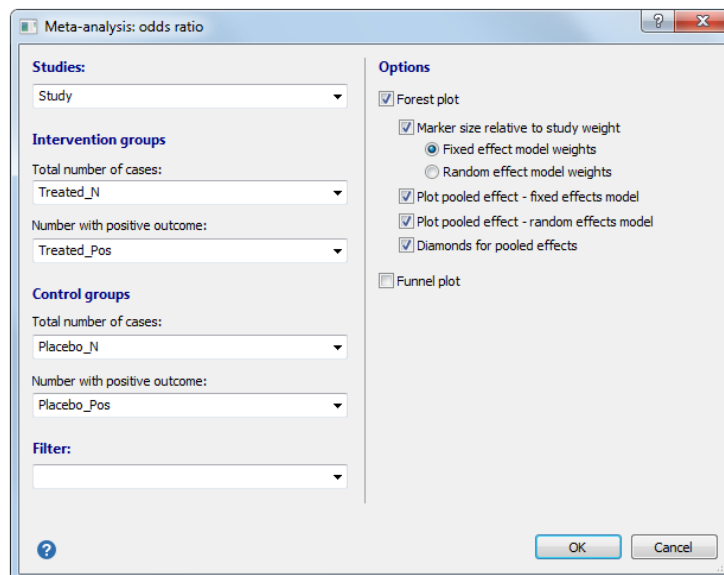 Meta-analysis: odds ratio
Studies:
Study
Intervention groups
Total number of cases:
Treated_N
Number with positive outcome:
Treated_Pos
Control groups
Total number of cases:
Placebo_N
Number with positive outcome:
Placebo_Pos
Filter:
Options
Forest plot
Marker size relative to study weight
Fixed effect model weights
Random effect model weights
Plot pooled effect - fixed effects model
Plot pooled effect - random effects model
Diamonds for pooled effects
Funnel plot
OK
Cancel